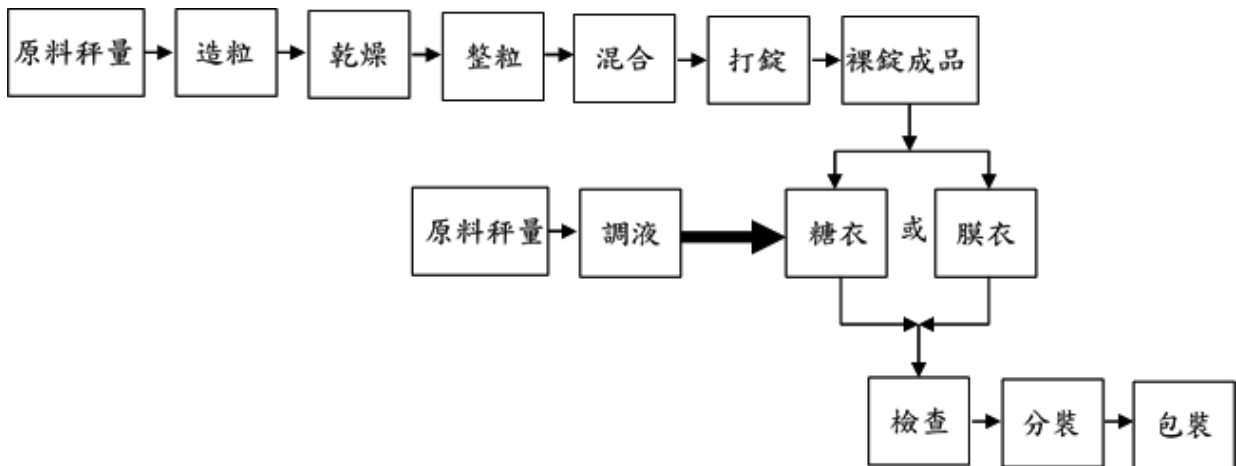 原料秤量 造粒 乾燥 整粒 混合 打錠 裸錠成品
原料秤量 調液 糖衣 或 膜衣
檢查 分裝 包裝